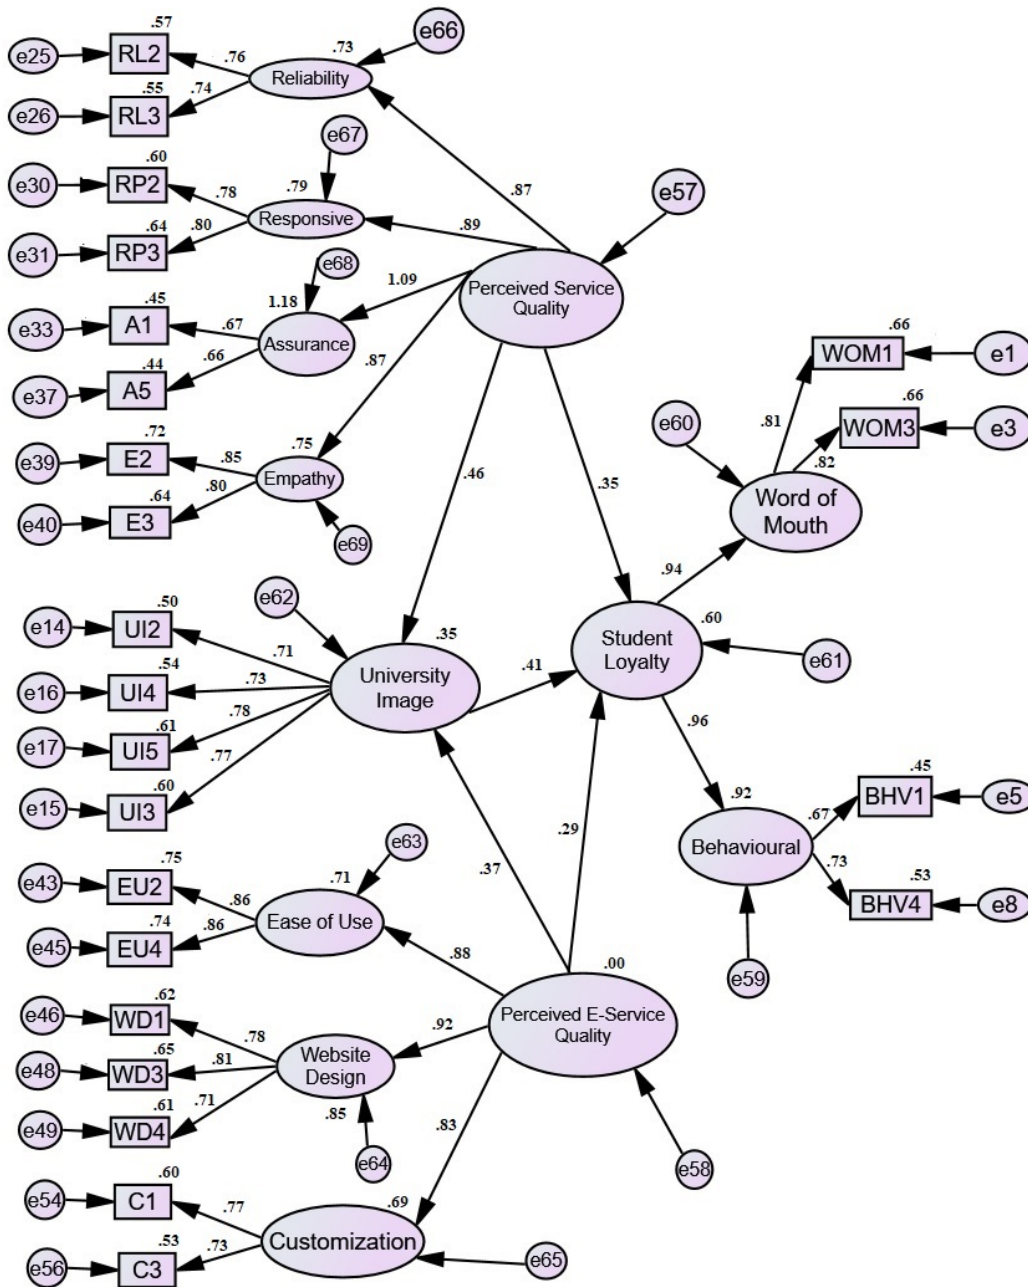 .57
e66
e25
RL2
.73
.76
Reliability
.55
.74
e26
RL3
e67
.60
e30
RP2
.79
.87
e57
.78
Responsive
.89
.64
.80
e31
RP3
e68
1.09
Perceived Service
Quality
.45
1.18
e33
A1
.67
Assurance
.66
WOM1
e1
.44
e37
A5
.87
.66
WOM3
e3
.81
.82
.72
e60
e39
E2
.75
.85
Empathy
.46
.35
.64
.80
e40
E3
e69
Word of
Mouth
.94
e62
.50
e14
UI2
.35
.60
.71
University
Image
Student
Loyalty
e61
.54
.41
e16
UI4
.73
.61
.78
.96
e17
UI5
.77
.60
.45
e15
UI3
.92
BHV1
e5
.67
.29
Behavioural
.73
e63
.37
.75
.53
e43
EU2
.71
BHV4
e8
.86
Ease of Use
.74
.86
e45
EU4
.88
.00
e59
.62
e46
WD1
Perceived E-Service
Quality
.92
.78
Website
Design
.65
.81
e48
WD3
.61
.71
.85
.83
e49
WD4
e64
e58
.60
e54
C1
.69
.77
Customization
.53
.73
e65
e56
C3
.66